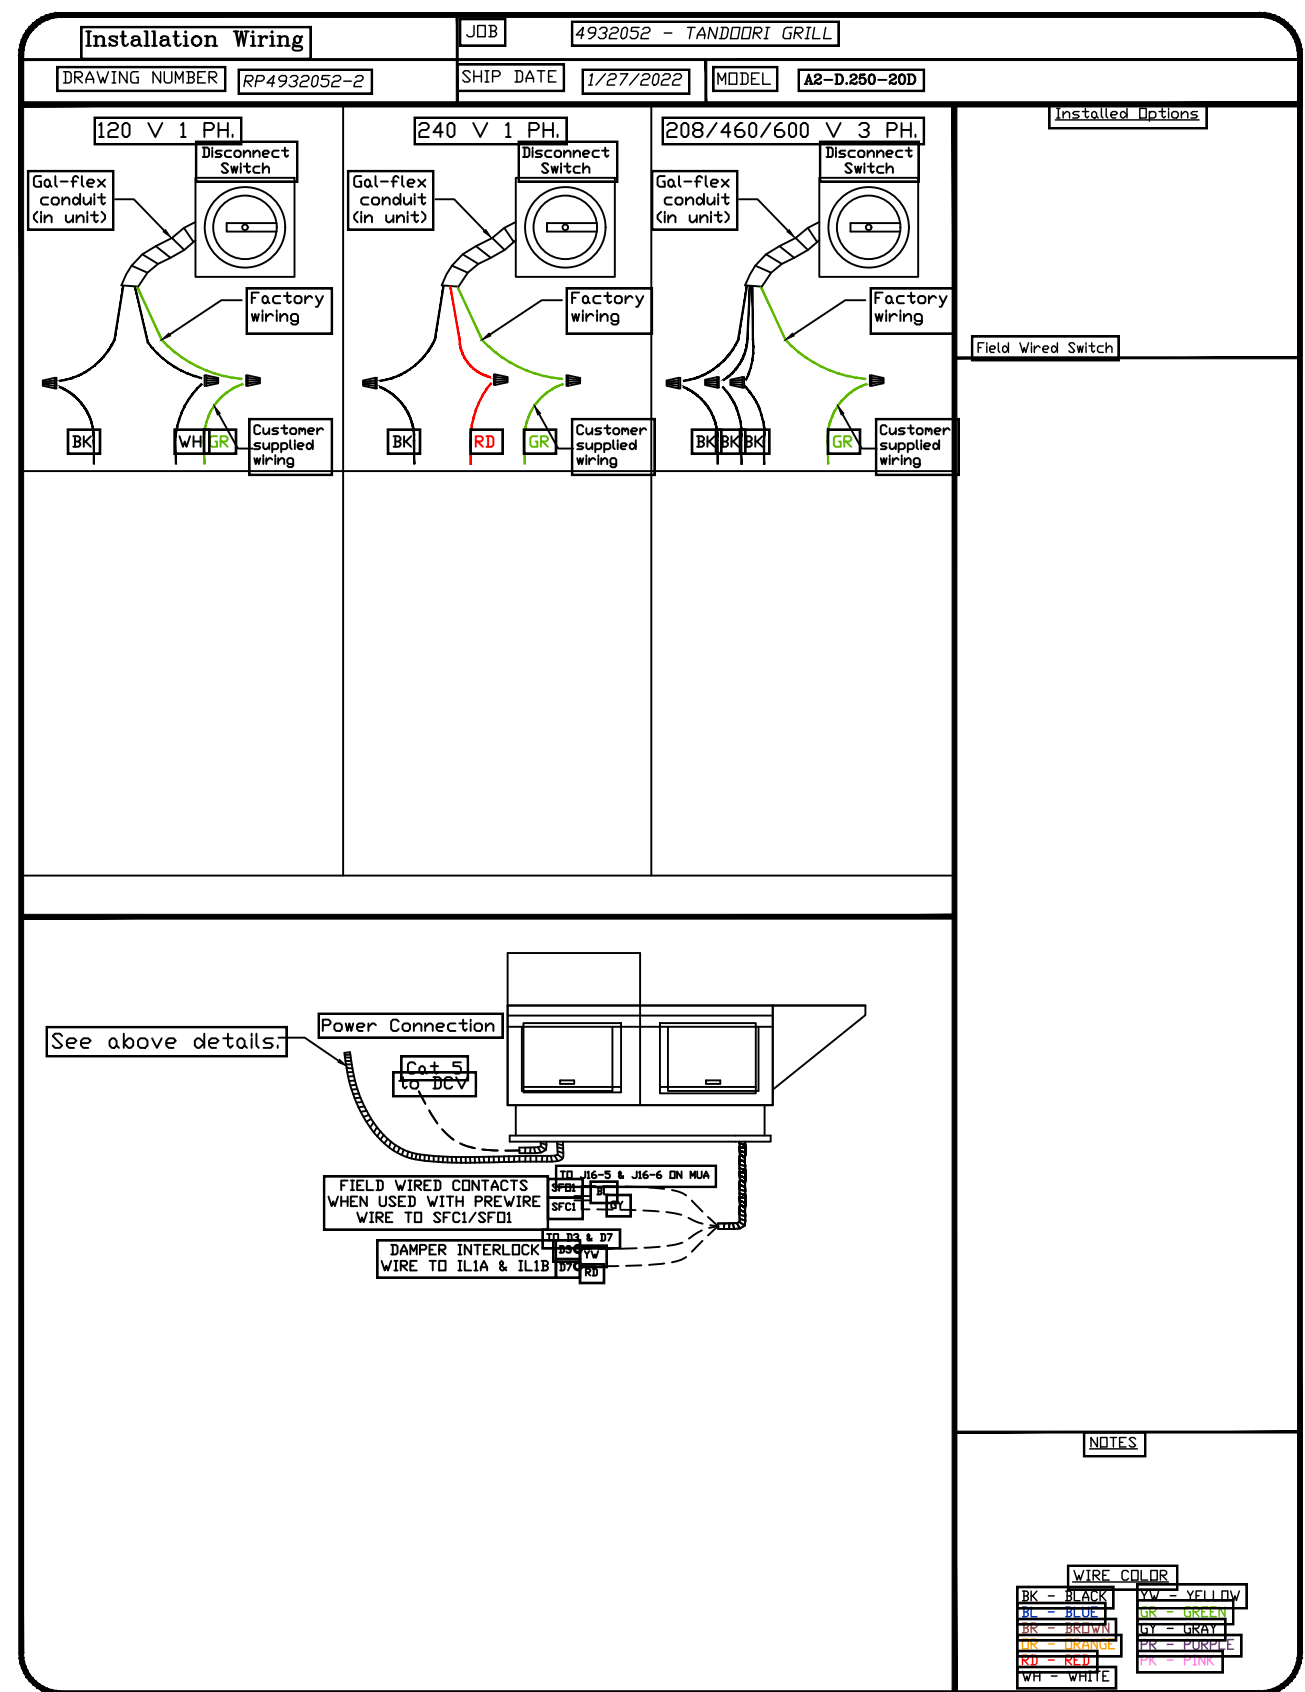 Installation Wiring
JOB
4932052 - TANDOORI GRILL
DRAWING NUMBER
RP4932052-2
SHIP DATE
1/27/2022
MODEL
A2-D.250-20D
120 V 1 PH.
Disconnect
Switch
Gal-flex
conduit
(in unit)
Factory
wiring
BK
WH
GR
Customer
supplied
wiring
240 V 1 PH.
Disconnect
Switch
Gal-flex
conduit
(in unit)
Factory
wiring
BK
RD
GR
Customer
supplied
wiring
208/460/600 V 3 PH.
Disconnect
Switch
Gal-flex
conduit
(in unit)
Factory
wiring
BK
BK
BK
GR
Customer
supplied
wiring
Installed Options
Field Wired Switch
Power Connection
See above details.
Cat 5
to DCV
TO J16-5 & J16-6 ON MUA
FIELD WIRED CONTACTS
WHEN USED WITH PREWIRE
WIRE TO SFC1/SFO1
SFO1
BL
SFC1
GY
TO D3 & D7
DAMPER INTERLOCK
WIRE TO IL1A & IL1B
D3
YW
D7
RD
NOTES
WIRE COLOR
BK - BLACK
BL - BLUE
BR - BROWN
OR - ORANGE
RD - RED
WH - WHITE
YW - YELLOW
GR - GREEN
GY - GRAY
PR - PURPLE
PK - PINK